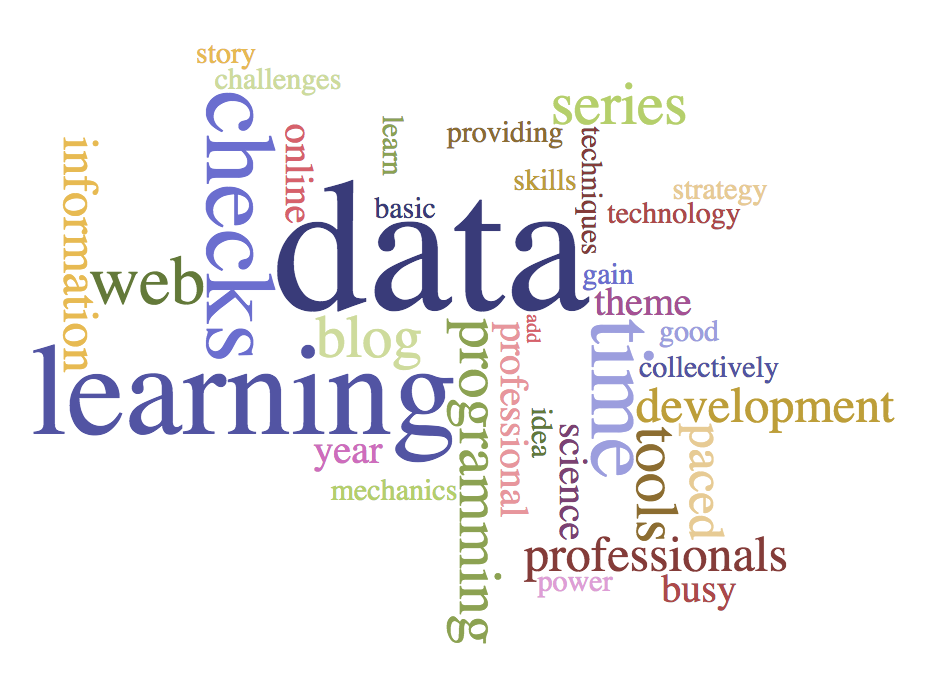 story
challenges
checks
online
learn
providing
series
techniques
skills
strategy
technology
information
basic
data
web
gain
theme
blog
add
time
good
collectively
learning
programming
professional
idea
science
development
tools
paced
year
mechanics
professionals
power
busy